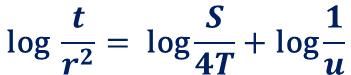 log t/r² = log S/4T + log 1/u